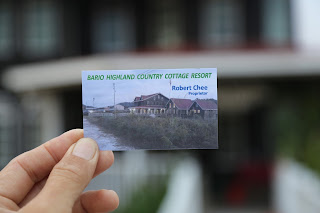 BARIO HIGHLAND COUNTRY COTTAGE RESORT
Robert Chee
Proprietor